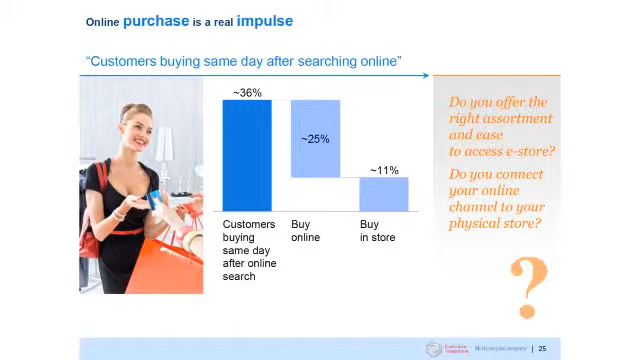 Online purchase is a real impulse
“Customers buying same day after searching online”
~36%
~25%
~11%
Customers
buying
same day
after online
search
Buy
online
Buy
in store
Do you offer the
right assortment
and ease
to access e-store?
Do you connect
your online
channel to your
physical store?
?
McKinsey&Company | 25